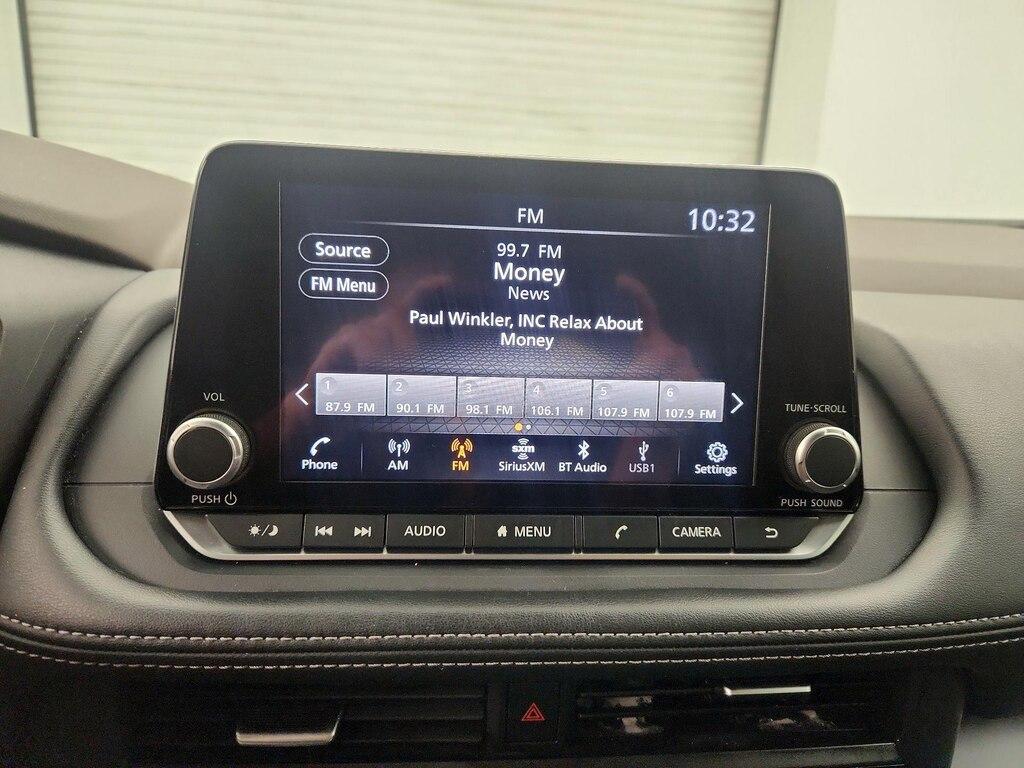 FM
10:32
Source
99.7 FM
Money
FM Menu
News
Paul Winkler, INC Relax About
Money
1 2 3 4 5 6
87.9 FM 90.1 FM 98.1 FM 106.1 FM 107.9 FM 107.9 FM
VOL
TUNE·SCROLL
Phone AM FM sxm SiriusXM BT Audio USB1 Settings
PUSH
PUSH SOUND
AUDIO MENU CAMERA